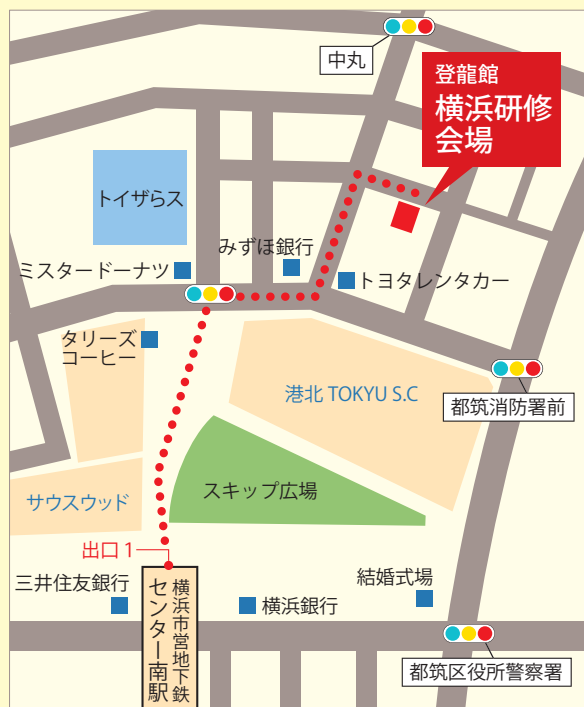 中丸
登龍館
横浜研修
会場
トイザらス
みずほ銀行
ミスタードーナツ
トヨタレンタカー
タリーズ
コーヒー
港北 TOKYU S.C
都筑消防署前
スキップ広場
サウスウッド
出口 1
三井住友銀行
横浜市営地下鉄
センター南駅
横浜銀行
結婚式場
都筑区役所警察署